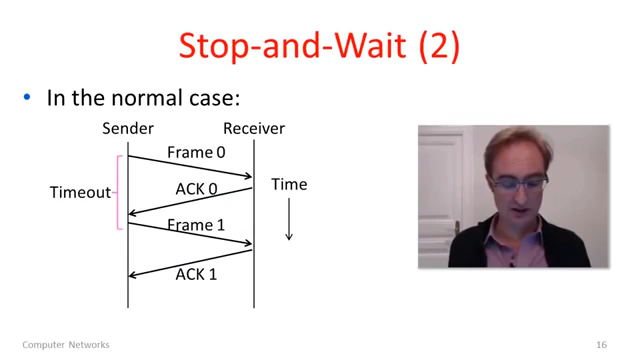 Stop-and-Wait (2)
• In the normal case:
Sender Receiver
Frame 0
ACK 0
Time
Timeout
Frame 1
ACK 1
Computer Networks 16